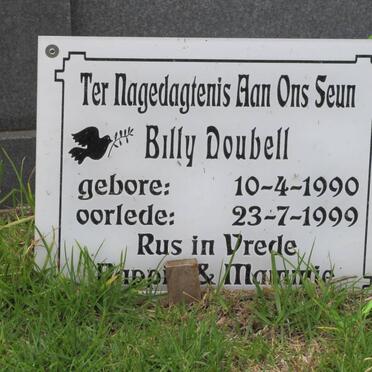 Ter Nagedagtenis Aan Ons Seun
Billy Doubell
gebore: 10-4-1990
oorlede: 23-7-1999
Rus in Vrede
& Mammie